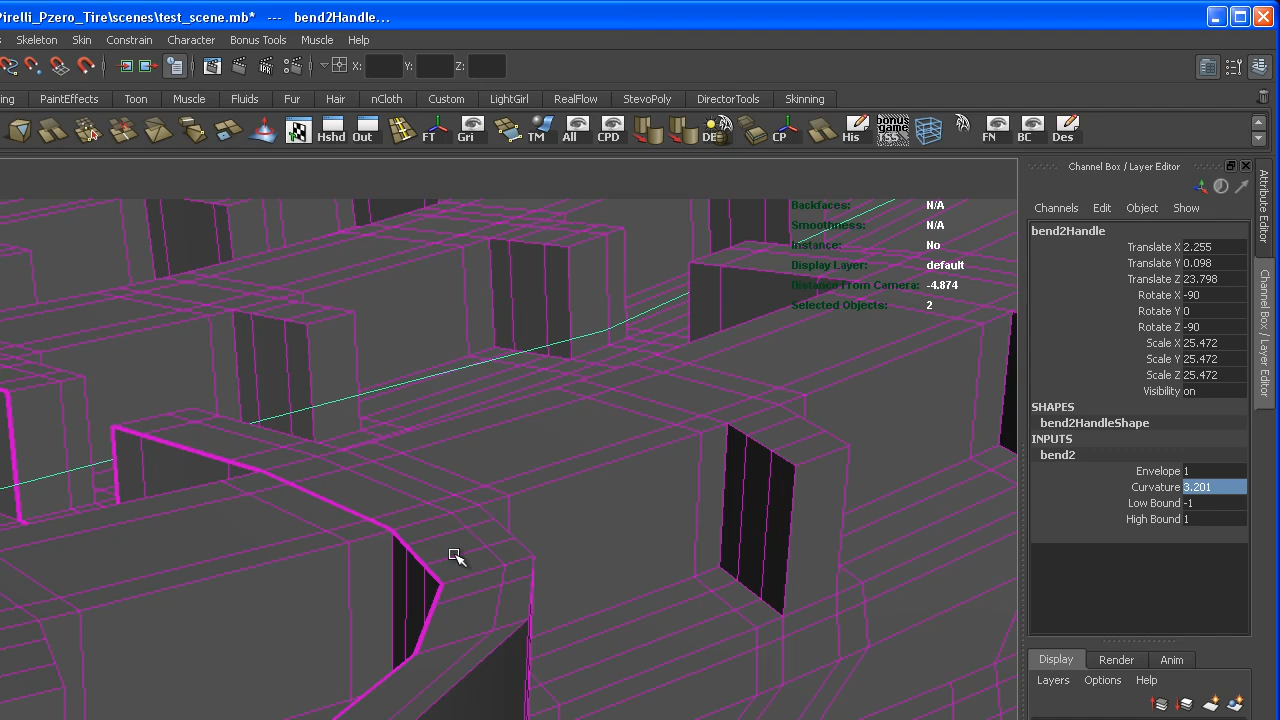 Pirelli_Pzero_Tire\scenes\test_scene.mb* --- bend2Handle...
Skeleton Skin Constrain Character Bonus Tools Muscle Help
X: Y: Z:
ing PaintEffects Toon Muscle Fluids Fur Hair nCloth Custom LightGirl RealFlow StevoPoly DirectorTools Skinning
Hshd Out FT Gri TM All CPD DE CP His FN BC Des
Channel Box / Layer Editor
Channels Edit Object Show
bend2Handle
Translate X 2.255
Translate Y 0.098
Translate Z 23.798
Rotate X -90
Rotate Y 0
Rotate Z -90
Scale X 25.472
Scale Y 25.472
Scale Z 25.472
Visibility on
SHAPES
bend2HandleShape
INPUTS
bend2
Envelope 1
Curvature 3.201
Low Bound -1
High Bound 1
Display Render Anim
Layers Options Help
Attribute Editor
Channel Box / Layer Editor
Backfaces: N/A
Smoothness: N/A
Instance: No
Display Layer: default
Distance From Camera: -4.874
Selected Objects: 2